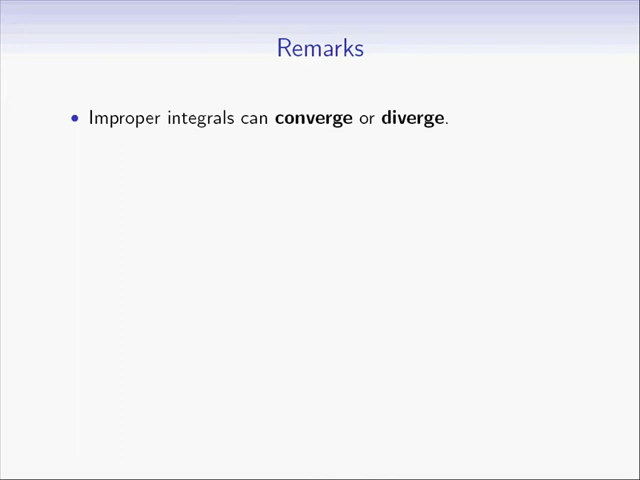 Remarks
• Improper integrals can converge or diverge.